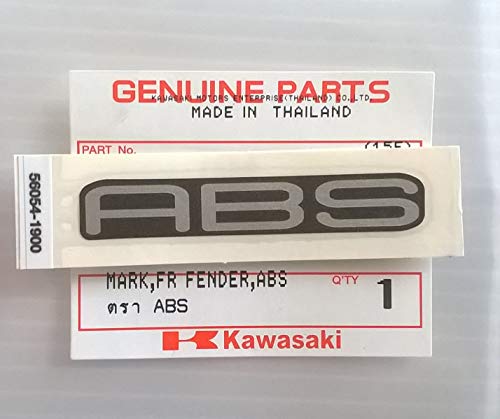 GENUINE PARTS
KAWASAKI MOTORS ENTERPRISE(THAILAND) CO.,LTD.
MADE IN THAILAND
PART No.
56054-1900
ABS
MARK,FR FENDER,ABS
Q'TY 1
ตรา ABS
Kawasaki